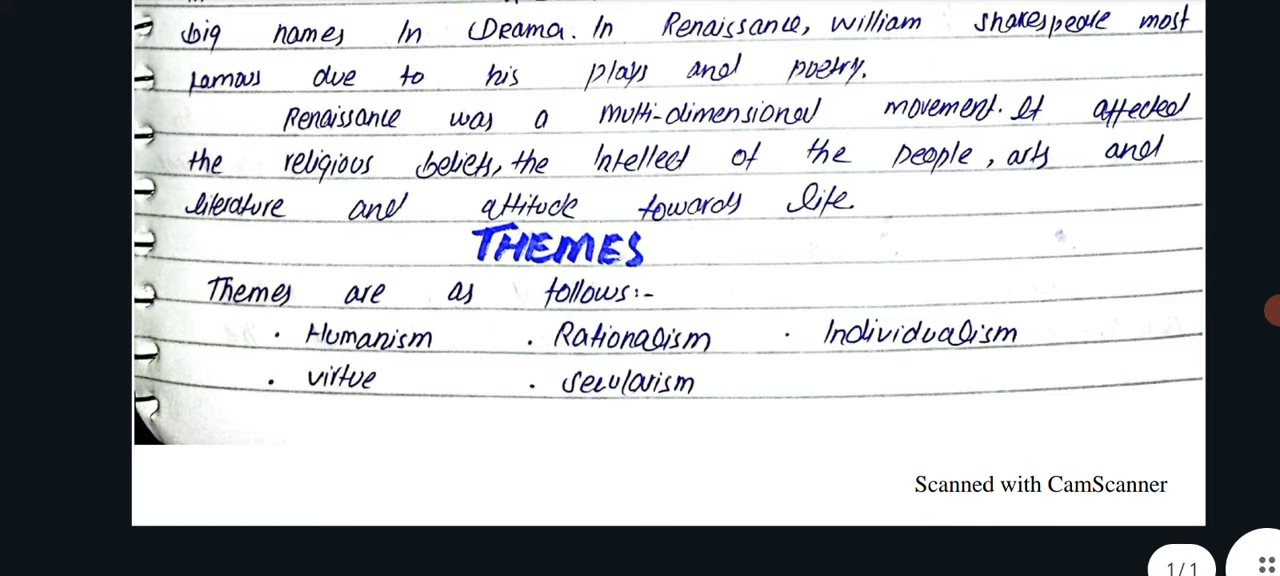 big names In Drama. In Renaissance, William Shakespeare most
famous due to his plays and poetry.
Renaissance was a multi-dimensional movement. It affected
the religious beliefs, the Intellect of the people, arts and
literature and attitude towards life.
THEMES
Themes are as follows:-
· Humanism · Rationalism · Individualism
· virtue · secularism
Scanned with CamScanner
1/1